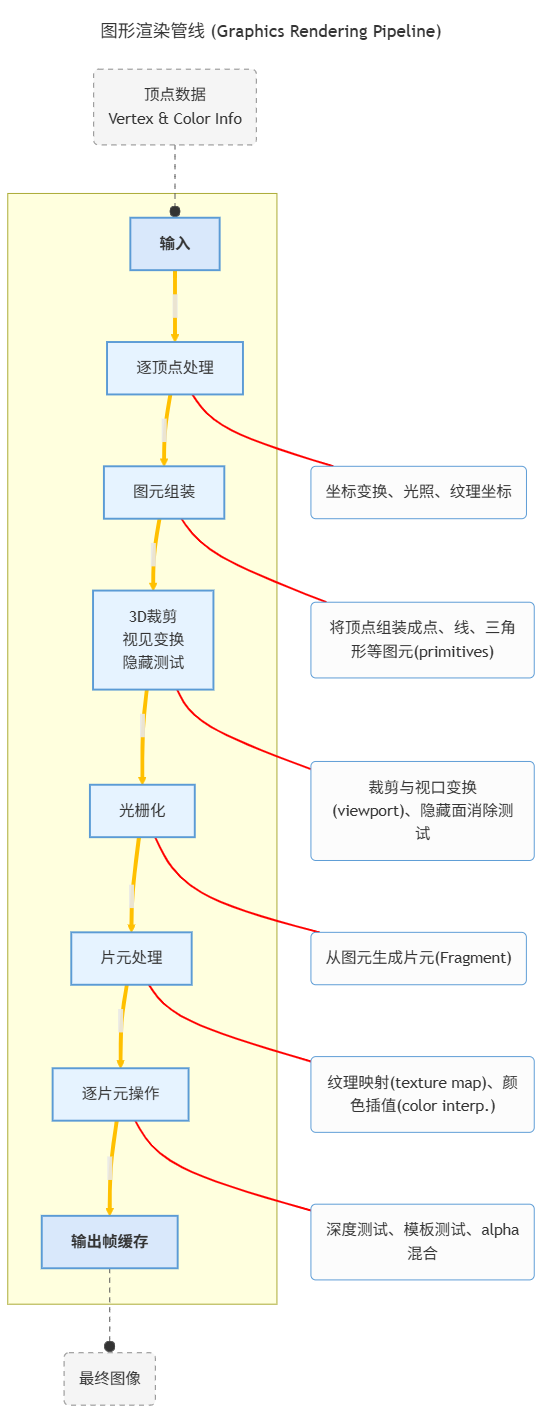 图形渲染管线 (Graphics Rendering Pipeline)
顶点数据
Vertex & Color Info
输入
逐顶点处理
坐标变换、光照、纹理坐标
图元组装
将顶点组装成点、线、三角
形等图元(primitives)
3D裁剪
视见变换
隐藏测试
裁剪与视口变换
(viewport)、隐藏面消除测
试
光栅化
从图元生成片元(Fragment)
片元处理
纹理映射(texture map)、颜
色插值(color interp.)
逐片元操作
深度测试、模板测试、alpha
混合
输出帧缓存
最终图像